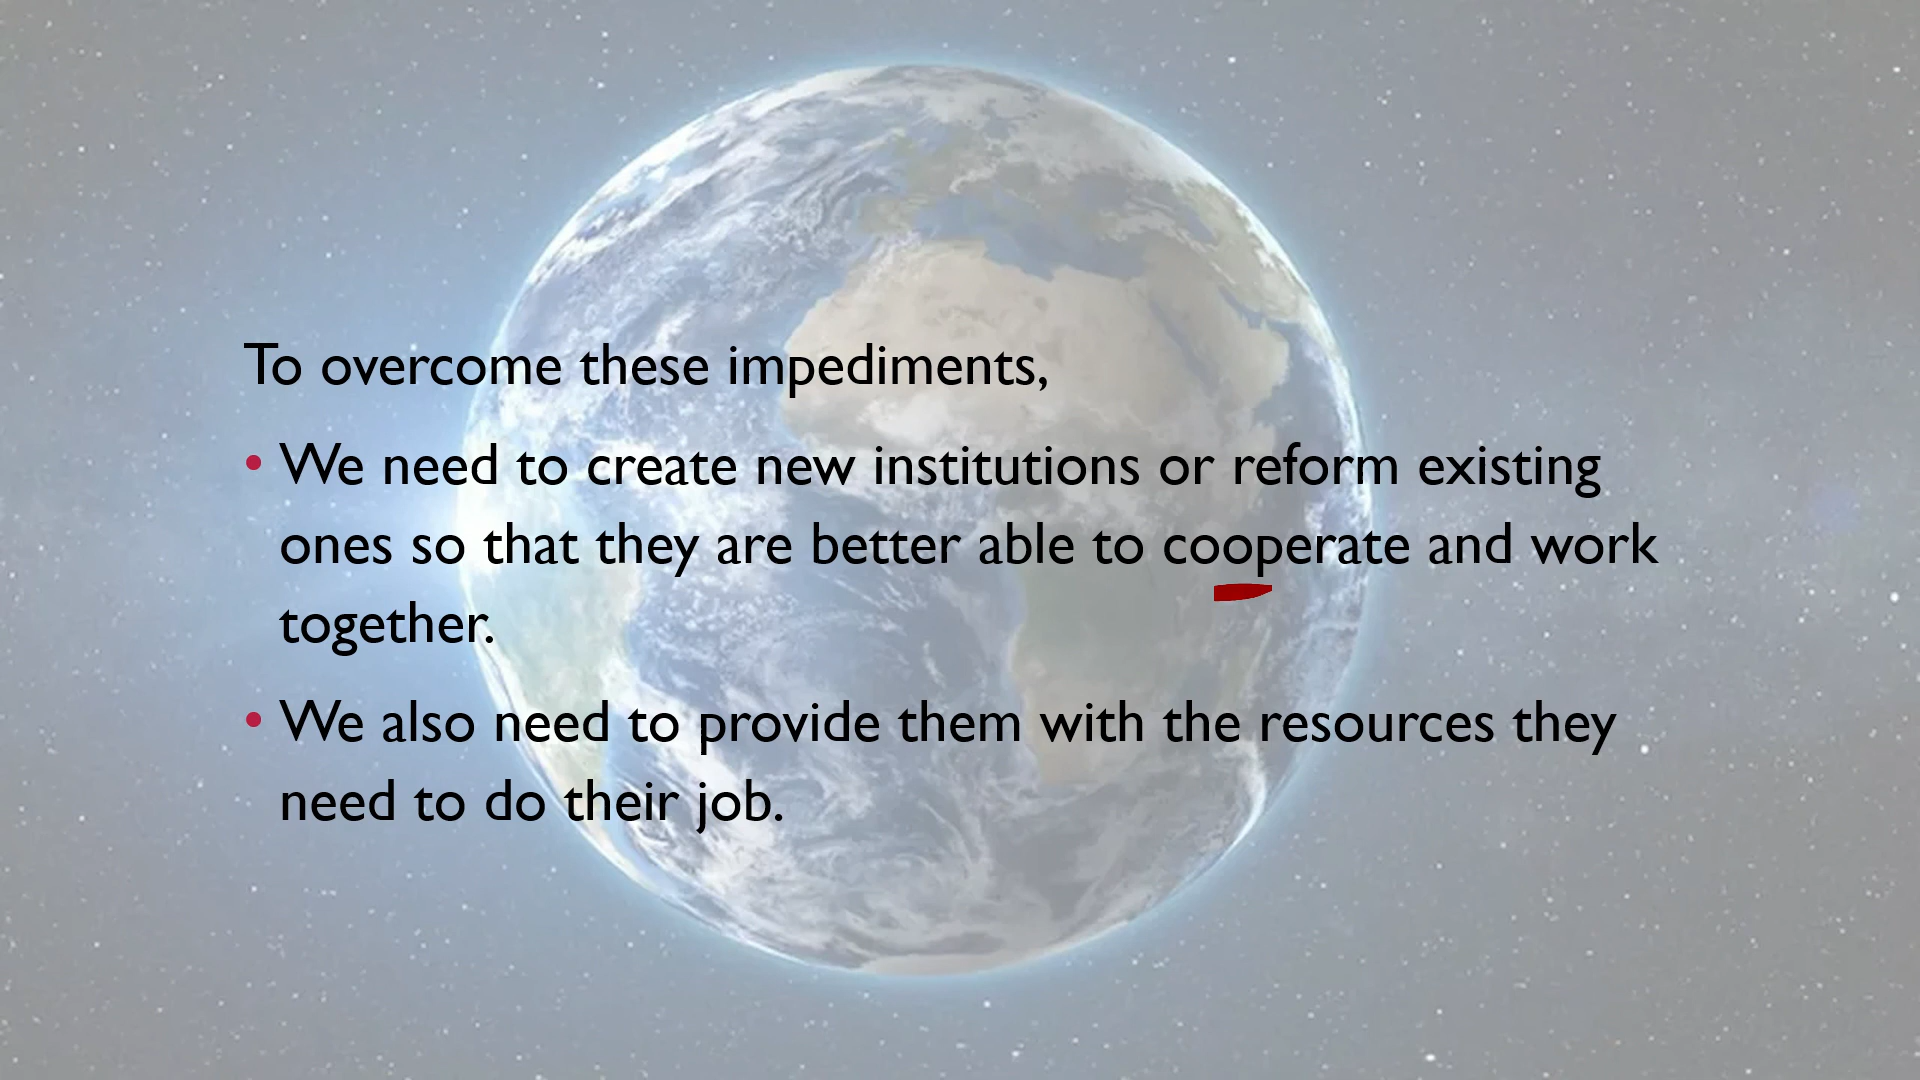 To overcome these impediments,
• We need to create new institutions or reform existing
ones so that they are better able to cooperate and work
together.
• We also need to provide them with the resources they
need to do their job.